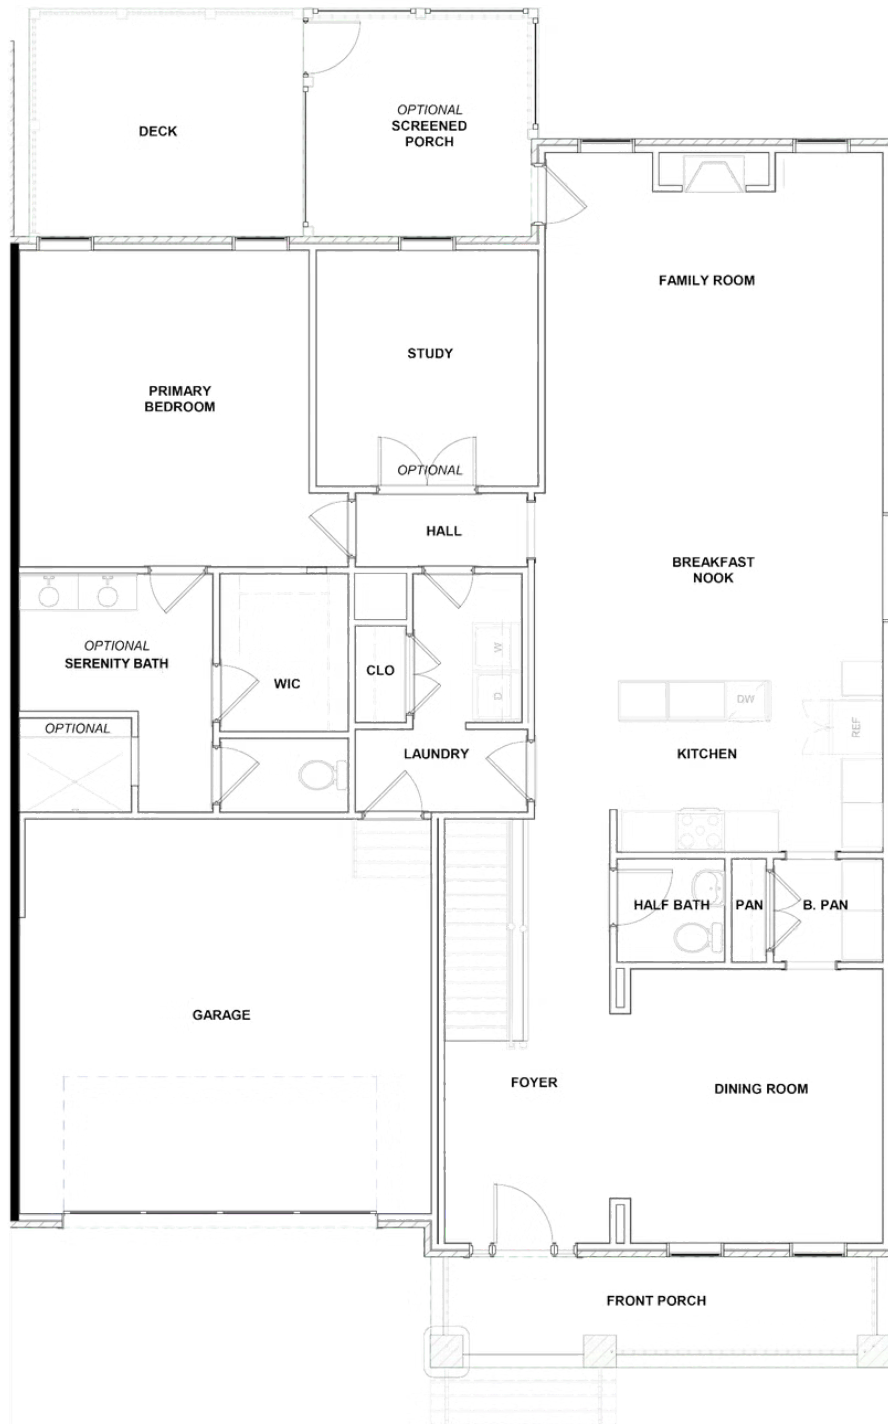 DECK
OPTIONAL
SCREENED
PORCH
FAMILY ROOM
STUDY
PRIMARY
BEDROOM
OPTIONAL
HALL
BREAKFAST
NOOK
OPTIONAL
SERENITY BATH
W
CLO
WIC
D
DW
OPTIONAL
REF
LAUNDRY
KITCHEN
HALF BATH
PAN
B. PAN
GARAGE
FOYER
DINING ROOM
FRONT PORCH